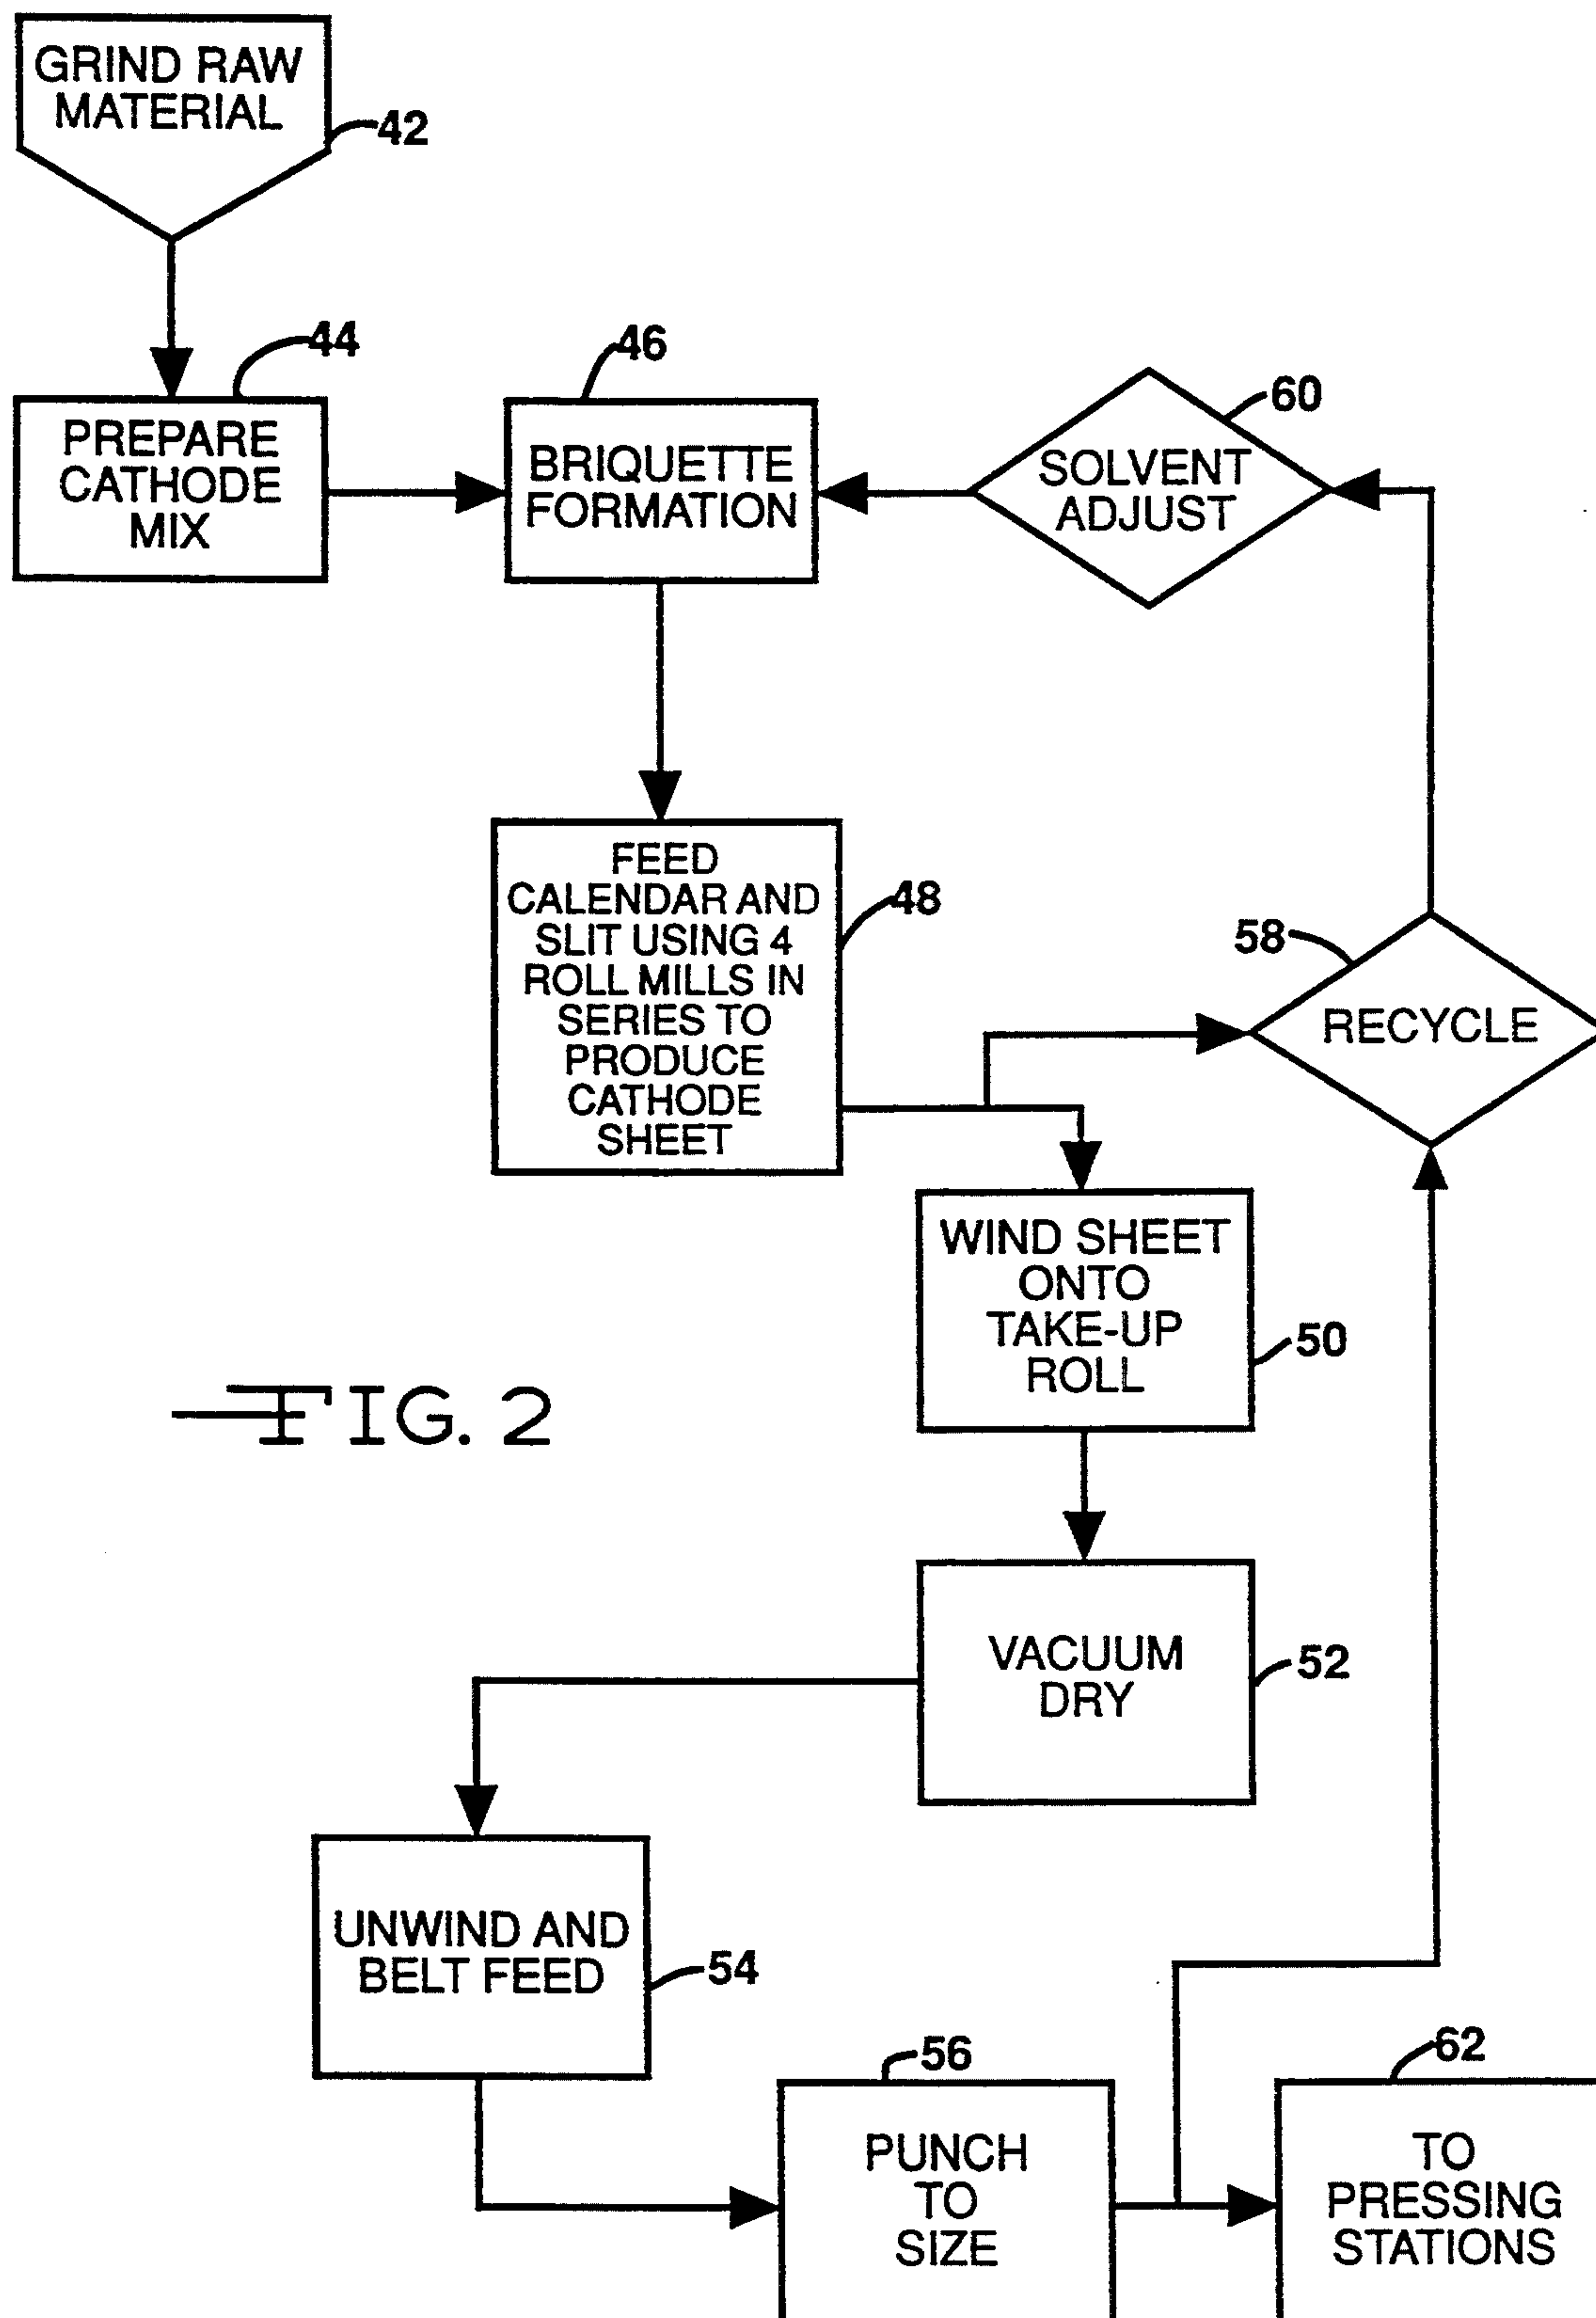 GRIND RAW
MATERIAL
42
44
PREPARE
CATHODE
MIX
46
BRIQUETTE
FORMATION
60
SOLVENT
ADJUST
FEED
CALENDAR AND
SLIT USING 4
ROLL MILLS IN
SERIES TO
PRODUCE
CATHODE
SHEET
48
58
RECYCLE
WIND SHEET
ONTO
TAKE-UP
ROLL
50
FIG. 2
VACUUM
DRY
52
UNWIND AND
BELT FEED
54
56
PUNCH
TO
SIZE
62
TO
PRESSING
STATIONS